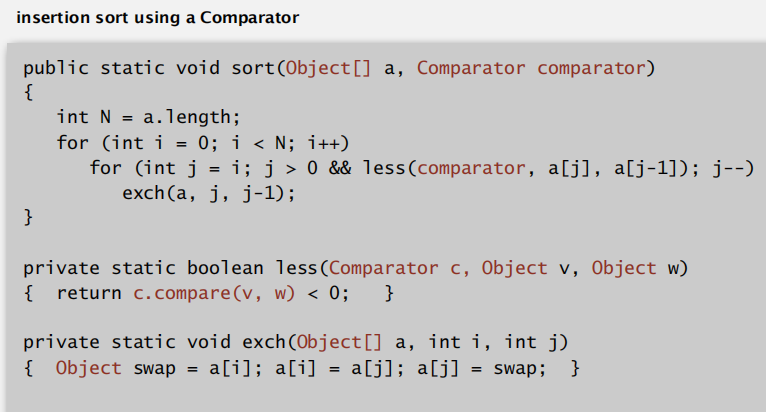 insertion sort using a Comparator
public static void sort(Object[] a, Comparator comparator)
{
int N = a.length;
for (int i = 0; i < N; i++)
for (int j = i; j > 0 && less(comparator, a[j], a[j-1]); j--)
exch(a, j, j-1);
}
private static boolean less(Comparator c, Object v, Object w)
{ return c.compare(v, w) < 0; }
private static void exch(Object[] a, int i, int j)
{ Object swap = a[i]; a[i] = a[j]; a[j] = swap; }